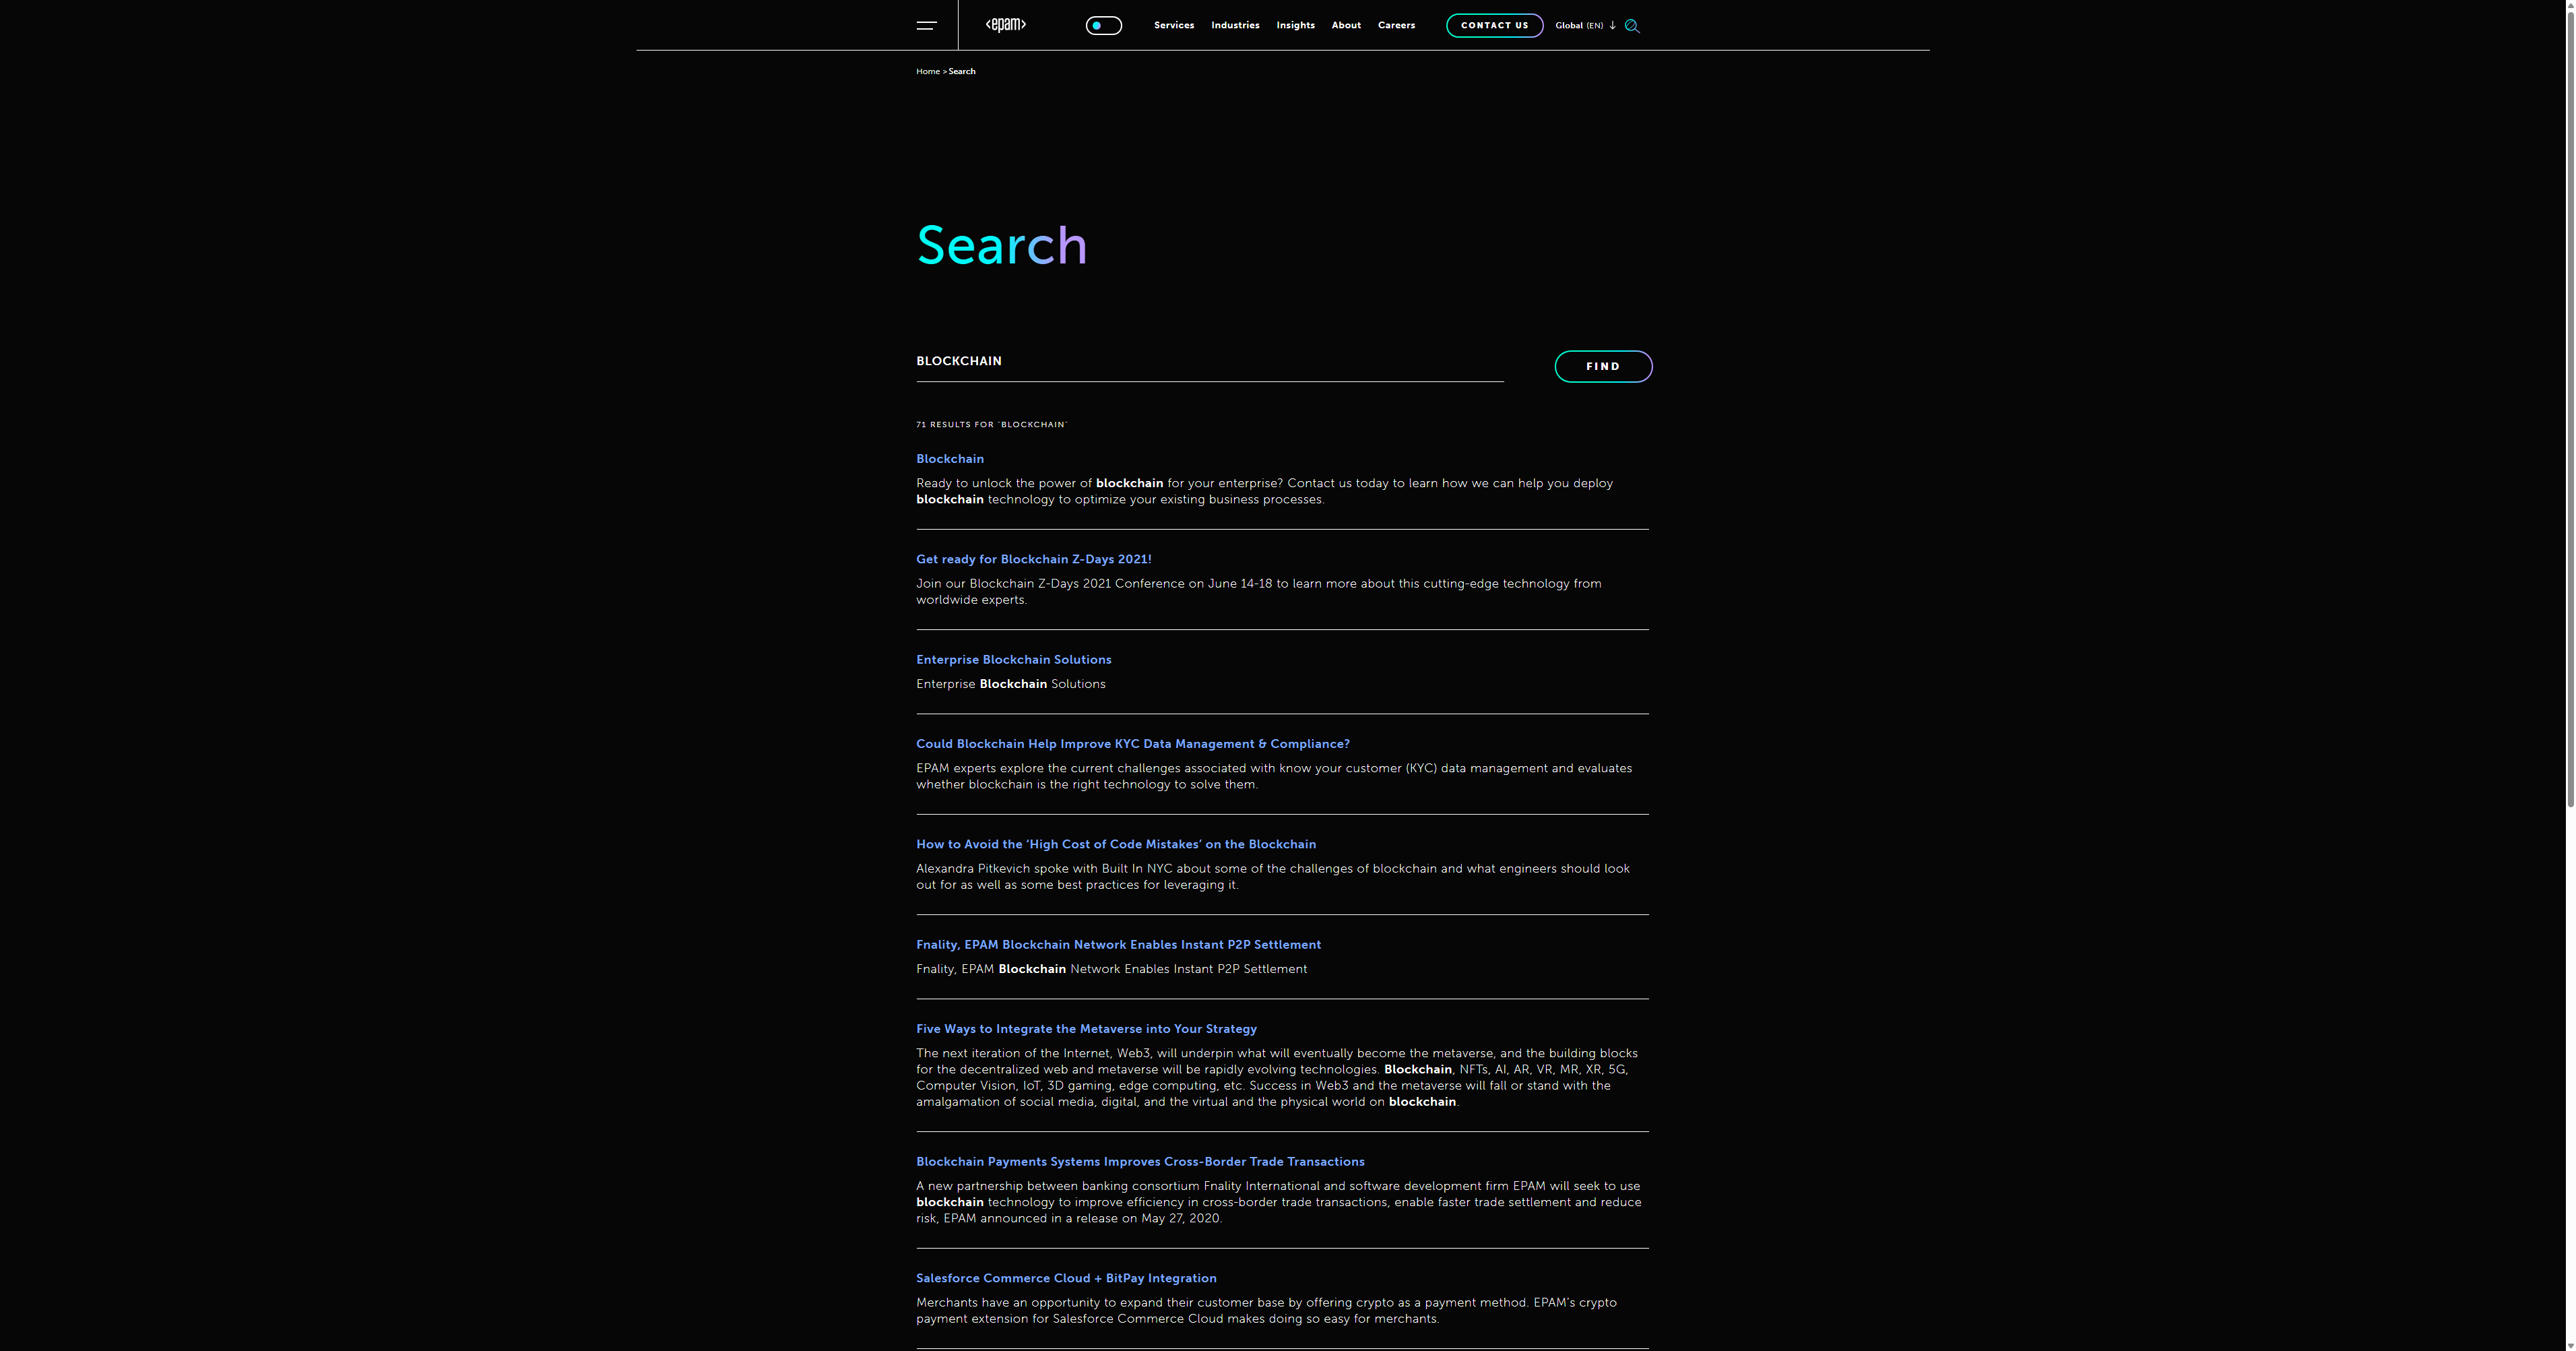 <epam>
Services Industries Insights About Careers
CONTACT US
Global (EN)
Home > Search
Search
BLOCKCHAIN
FIND
71 RESULTS FOR "BLOCKCHAIN"
Blockchain
Ready to unlock the power of blockchain for your enterprise? Contact us today to learn how we can help you deploy
blockchain technology to optimize your existing business processes.
Get ready for Blockchain Z-Days 2021!
Join our Blockchain Z-Days 2021 Conference on June 14-18 to learn more about this cutting-edge technology from
worldwide experts.
Enterprise Blockchain Solutions
Enterprise Blockchain Solutions
Could Blockchain Help Improve KYC Data Management & Compliance?
EPAM experts explore the current challenges associated with know your customer (KYC) data management and evaluates
whether blockchain is the right technology to solve them.
How to Avoid the ‘High Cost of Code Mistakes’ on the Blockchain
Alexandra Pitkevich spoke with Built In NYC about some of the challenges of blockchain and what engineers should look
out for as well as some best practices for leveraging it.
Fnality, EPAM Blockchain Network Enables Instant P2P Settlement
Fnality, EPAM Blockchain Network Enables Instant P2P Settlement
Five Ways to Integrate the Metaverse into Your Strategy
The next iteration of the Internet, Web3, will underpin what will eventually become the metaverse, and the building blocks
for the decentralized web and metaverse will be rapidly evolving technologies. Blockchain, NFTs, AI, AR, VR, MR, XR, 5G,
Computer Vision, IoT, 3D gaming, edge computing, etc. Success in Web3 and the metaverse will fall or stand with the
amalgamation of social media, digital, and the virtual and the physical world on blockchain.
Blockchain Payments Systems Improves Cross-Border Trade Transactions
A new partnership between banking consortium Fnality International and software development firm EPAM will seek to use
blockchain technology to improve efficiency in cross-border trade transactions, enable faster trade settlement and reduce
risk, EPAM announced in a release on May 27, 2020.
Salesforce Commerce Cloud + BitPay Integration
Merchants have an opportunity to expand their customer base by offering crypto as a payment method. EPAM's crypto
payment extension for Salesforce Commerce Cloud makes doing so easy for merchants.